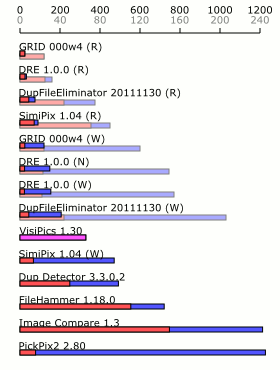 0 200 400 600 800 1000 1200
0 40 60 80 120 160 180 240
GRID 000w4 (R)
DRE 1.0.0 (R)
DupFileEliminator 20111130 (R)
SimiPix 1.04 (R)
GRID 000w4 (W)
DRE 1.0.0 (N)
DRE 1.0.0 (W)
DupFileEliminator 20111130 (W)
VisiPics 1.30
SimiPix 1.04 (W)
Dup Detector 3.3.0.2
FileHammer 1.18.0
Image Compare 1.3
PickPix2 2.80